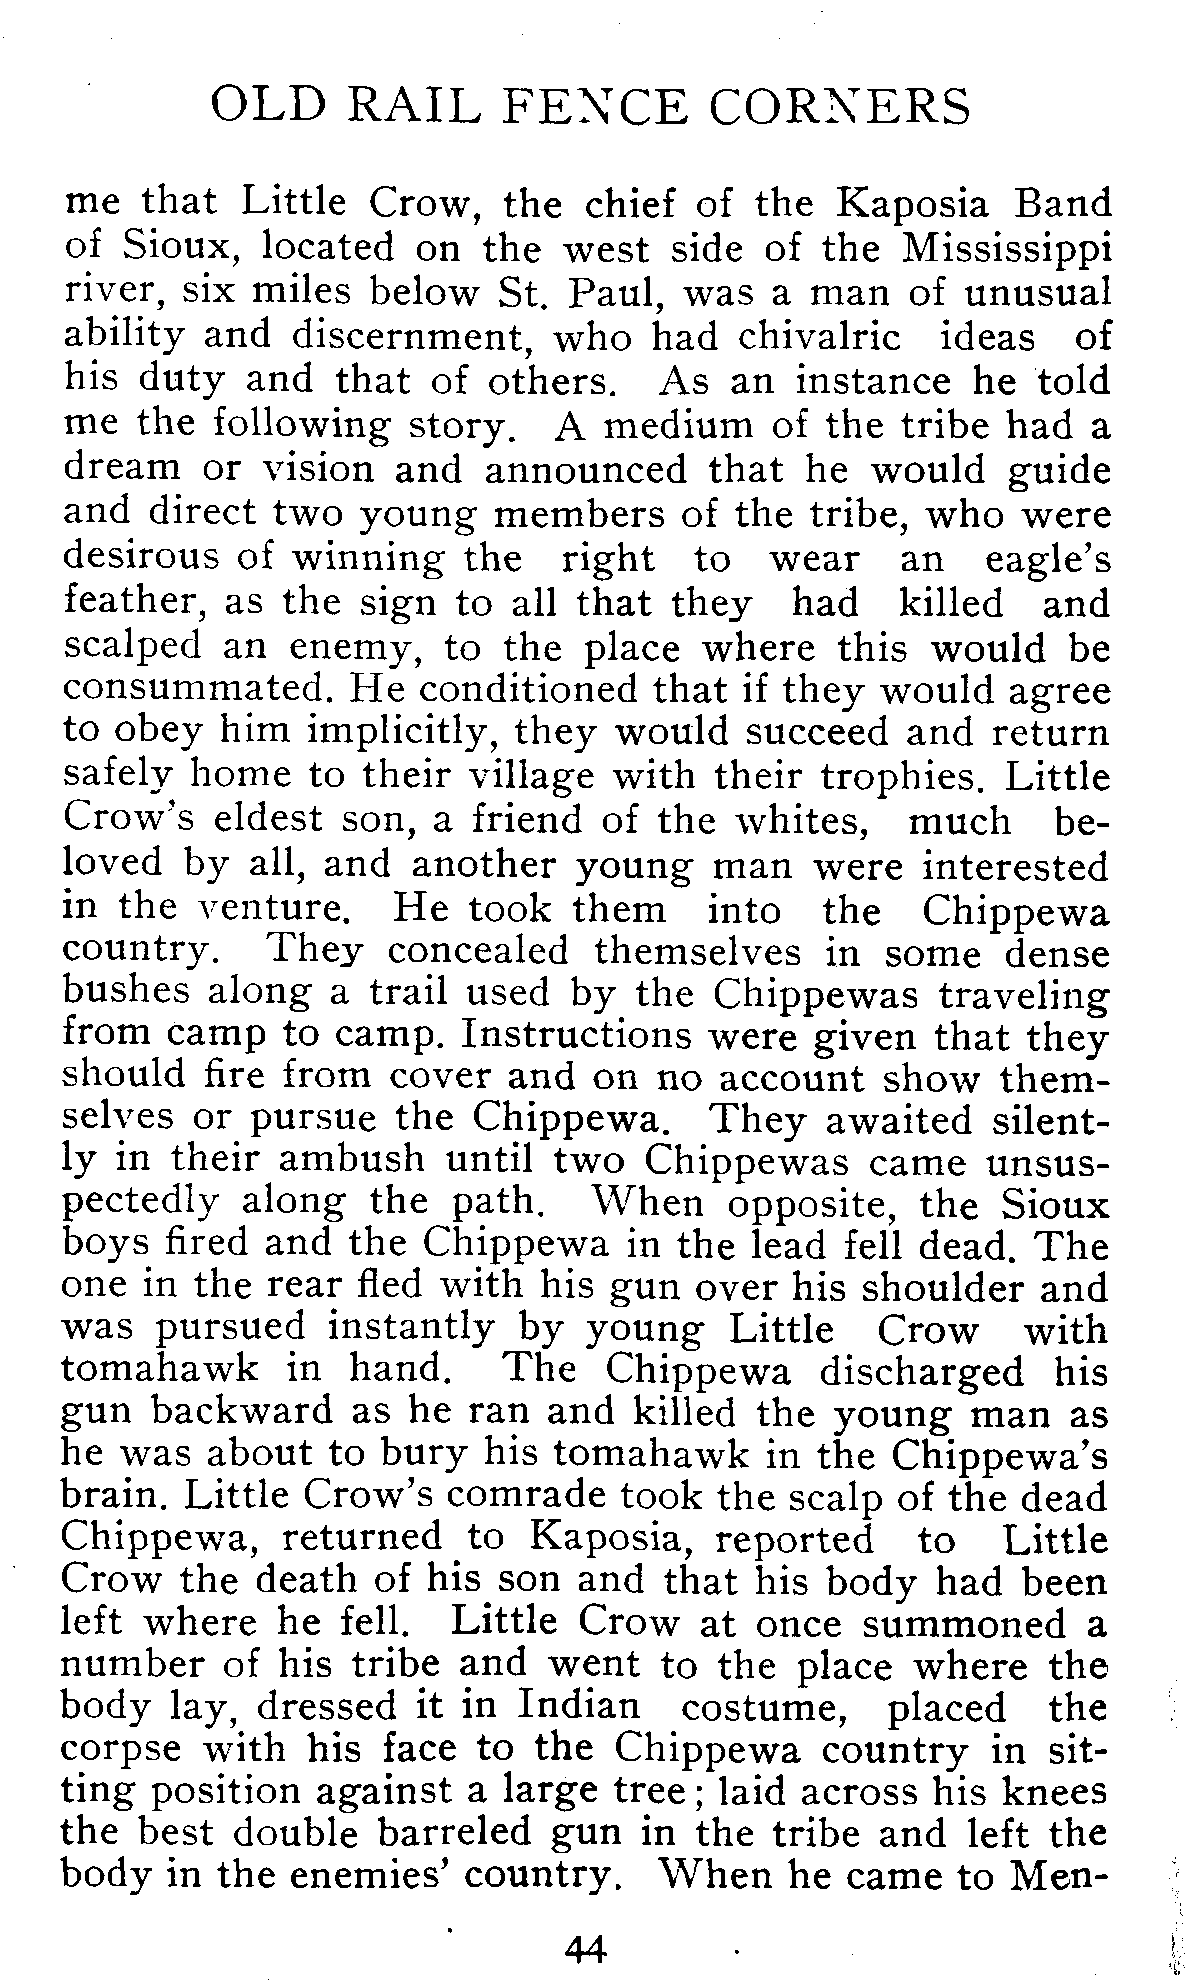 OLD RAIL FENCE CORNERS
me that Little Crow, the chief of the Kaposia Band
of Sioux, located on the west side of the Mississippi
river, six miles below St. Paul, was a man of unusual
ability and discernment, who had chivalric ideas of
his duty and that of others. As an instance he told
me the following story. A medium of the tribe had a
dream or vision and announced that he would guide
and direct two young members of the tribe, who were
desirous of winning the right to wear an eagle's
feather, as the sign to all that they had killed and
scalped an enemy, to the place where this would be
consummated. He conditioned that if they would agree
to obey him implicitly, they would succeed and return
safely home to their village with their trophies. Little
Crow's eldest son, a friend of the whites, much be-
loved by all, and another young man were interested
in the venture. He took them into the Chippewa
country. They concealed themselves in some dense
bushes along a trail used by the Chippewas traveling
from camp to camp. Instructions were given that they
should fire from cover and on no account show them-
selves or pursue the Chippewa. They awaited silent-
ly in their ambush until two Chippewas came unsus-
pectedly along the path. When opposite, the Sioux
boys fired and the Chippewa in the lead fell dead. The
one in the rear fled with his gun over his shoulder and
was pursued instantly by young Little Crow with
tomahawk in hand. The Chippewa discharged his
gun backward as he ran and killed the young man as
he was about to bury his tomahawk in the Chippewa's
brain. Little Crow's comrade took the scalp of the dead
Chippewa, returned to Kaposia, reported to Little
Crow the death of his son and that his body had been
left where he fell. Little Crow at once summoned a
number of his tribe and went to the place where the
body lay, dressed it in Indian costume, placed the
corpse with his face to the Chippewa country in sit-
ting position against a large tree; laid across his knees
the best double barreled gun in the tribe and left the
body in the enemies' country. When he came to Men-
44